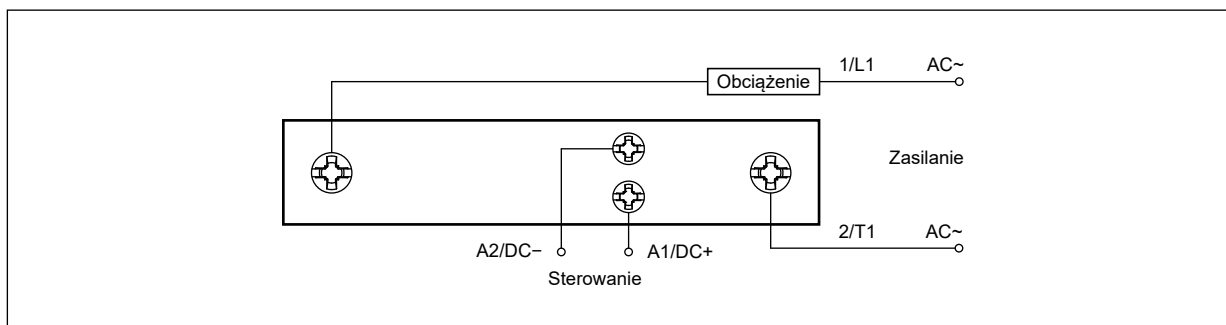 1/L1 AC~
Obciążenie
Zasilanie
2/T1 AC~
A2/DC− A1/DC+
Sterowanie